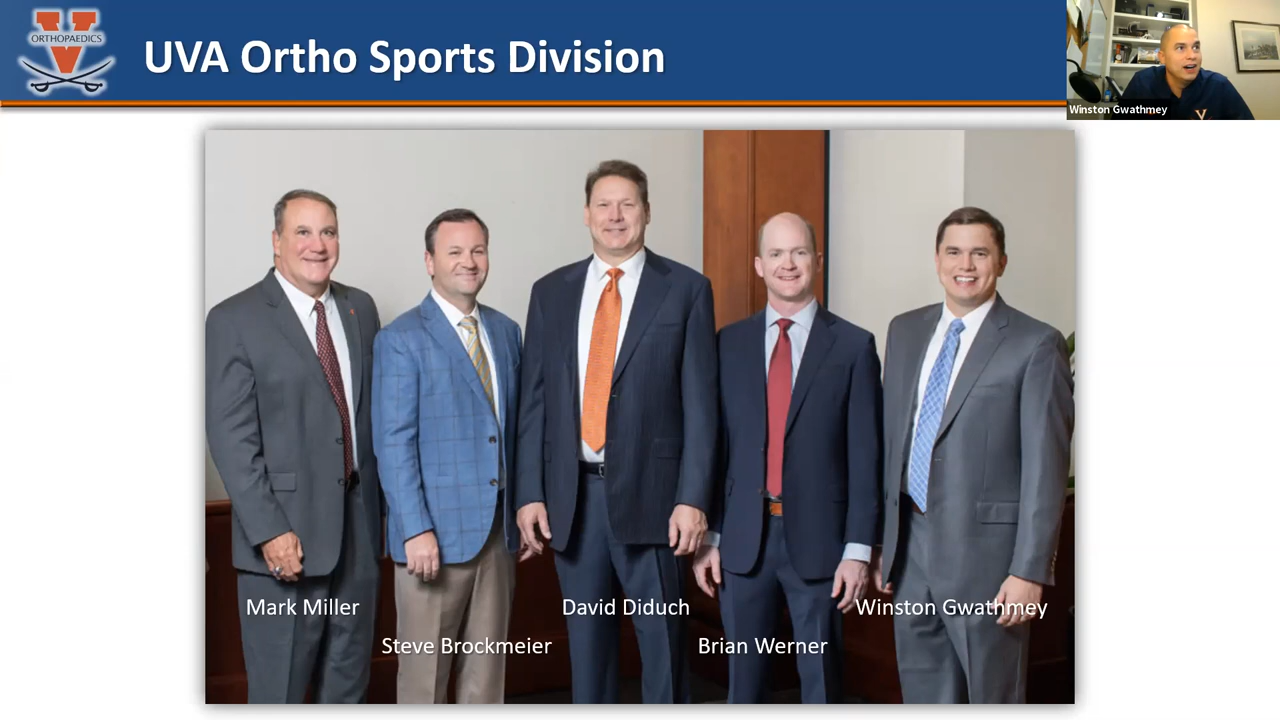 ORTHOPAEDICS
UVA Ortho Sports Division
Winston Gwathmey
Mark Miller
David Diduch
Winston Gwathmey
Steve Brockmeier
Brian Werner